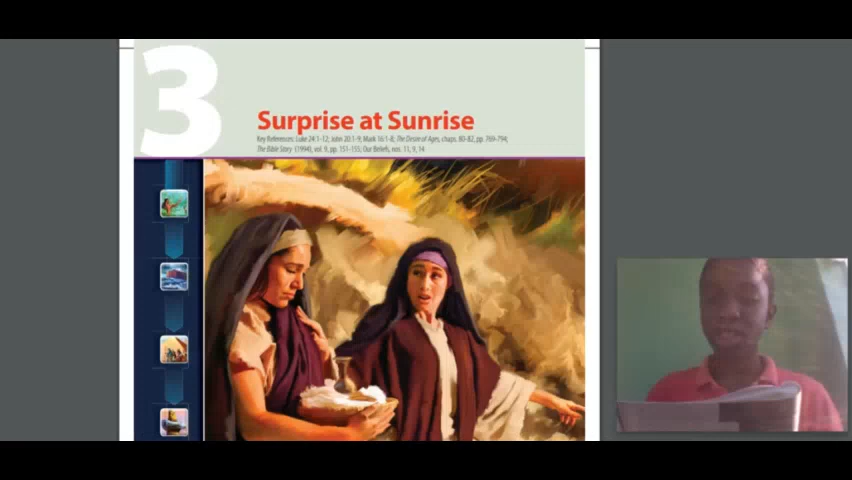 3
Surprise at Sunrise
Key References: Luke 24:1-12; John 20:1-9; Mark 16:1-8; The Desire of Ages, chaps. 80-82, pp. 769-794;
The Bible Story (1994), vol. 9, pp. 151-155; Our Beliefs, nos. 11, 9, 14